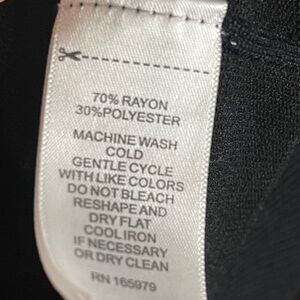 70% RAYON
30%POLYESTER
MACHINE WASH
COLD
GENTLE CYCLE
WITH LIKE COLORS
DO NOT BLEACH
RESHAPE AND
DRY FLAT
COOL IRON
IF NECESSARY
OR DRY CLEAN
RN 165979